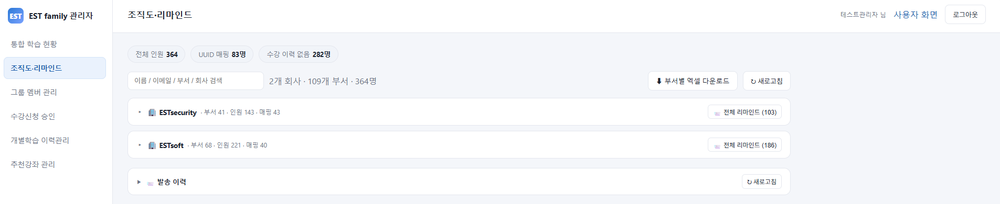 EST EST family 관리자
통합 학습 현황
조직도·리마인드
그룹 멤버 관리
수강신청 승인
개별학습 이력관리
추천강좌 관리
조직도·리마인드
테스트관리자 님 사용자 화면 로그아웃
전체 인원 364 UUID 매핑 83명 수강 이력 없음 282명
이름 / 이메일 / 부서 / 회사 검색 2개 회사 · 109개 부서 · 364명 ⬇ 부서별 엑셀 다운로드 ↻ 새로고침
▸ ESTsecurity · 부서 41 · 인원 143 · 매핑 43 전체 리마인드 (103)
▸ ESTsoft · 부서 68 · 인원 221 · 매핑 40 전체 리마인드 (186)
▶ 발송 이력 ↻ 새로고침